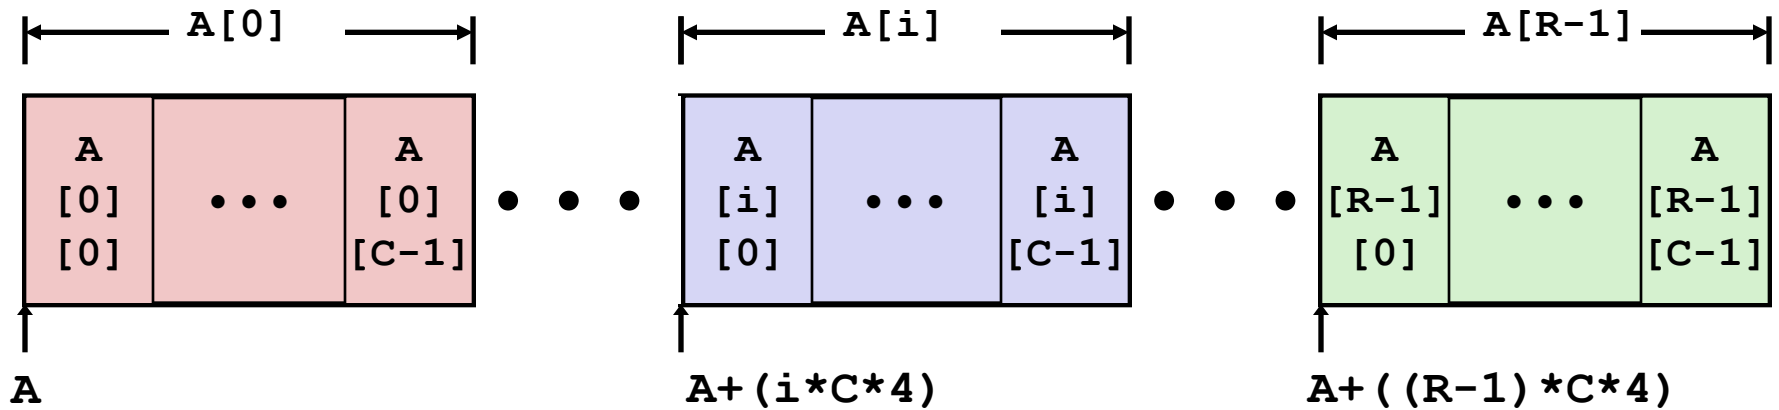 A[0] A[i] A[R-1]
A A A A A A
[0] ••• [0] • • • [i] ••• [i] • • • [R-1] ••• [R-1]
[0] [C-1] [0] [C-1] [0] [C-1]
A A+(i*C*4) A+((R-1)*C*4)